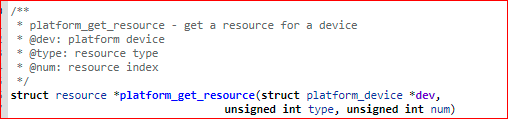 /**
 * platform_get_resource - get a resource for a device
 * @dev: platform device
 * @type: resource type
 * @num: resource index
 */
struct resource *platform_get_resource(struct platform_device *dev,
                        unsigned int type, unsigned int num)